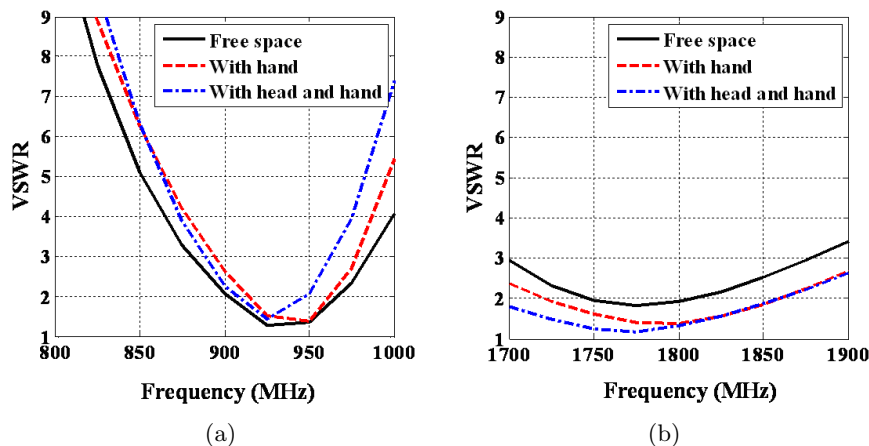 9
8
7
6
5
4
3
2
1
VSWR
Free space
With hand
With head and hand
800 850 900 950 1000
Frequency (MHz)
(a)
9
8
7
6
5
4
3
2
1
VSWR
Free space
With hand
With head and hand
1700 1750 1800 1850 1900
Frequency (MHz)
(b)